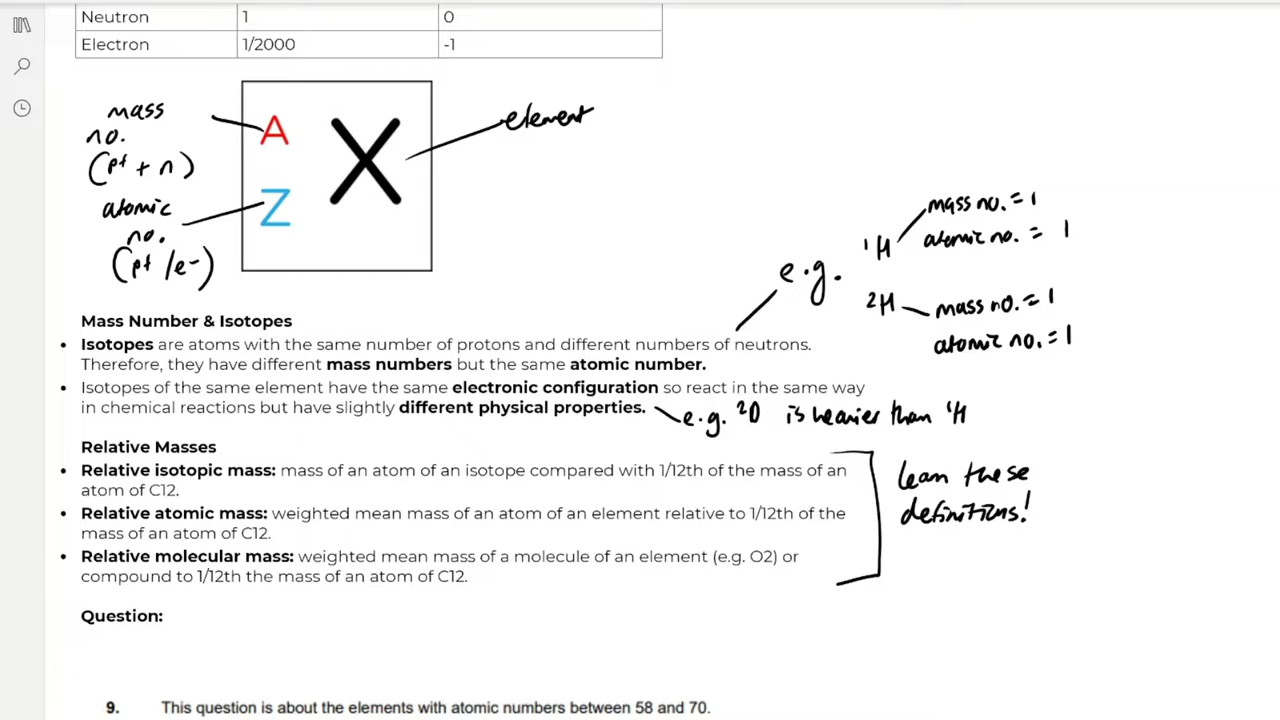 Neutron 1 0
Electron 1/2000 -1
mass
no.
(p+ + n)
atomic
no.
(p+ /e-)
A
Z
X
element
e.g.
1H
mass no. = 1
atomic no. = 1
2H
mass no. = 1
atomic no. = 1
Mass Number & Isotopes
• Isotopes are atoms with the same number of protons and different numbers of neutrons.
Therefore, they have different mass numbers but the same atomic number.
• Isotopes of the same element have the same electronic configuration so react in the same way
in chemical reactions but have slightly different physical properties.
e.g. 2D is heavier than 1H
Relative Masses
• Relative isotopic mass: mass of an atom of an isotope compared with 1/12th of the mass of an
atom of C12.
• Relative atomic mass: weighted mean mass of an atom of an element relative to 1/12th of the
mass of an atom of C12.
• Relative molecular mass: weighted mean mass of a molecule of an element (e.g. O2) or
compound to 1/12th the mass of an atom of C12.
learn these
definitions!
Question:
9. This question is about the elements with atomic numbers between 58 and 70.